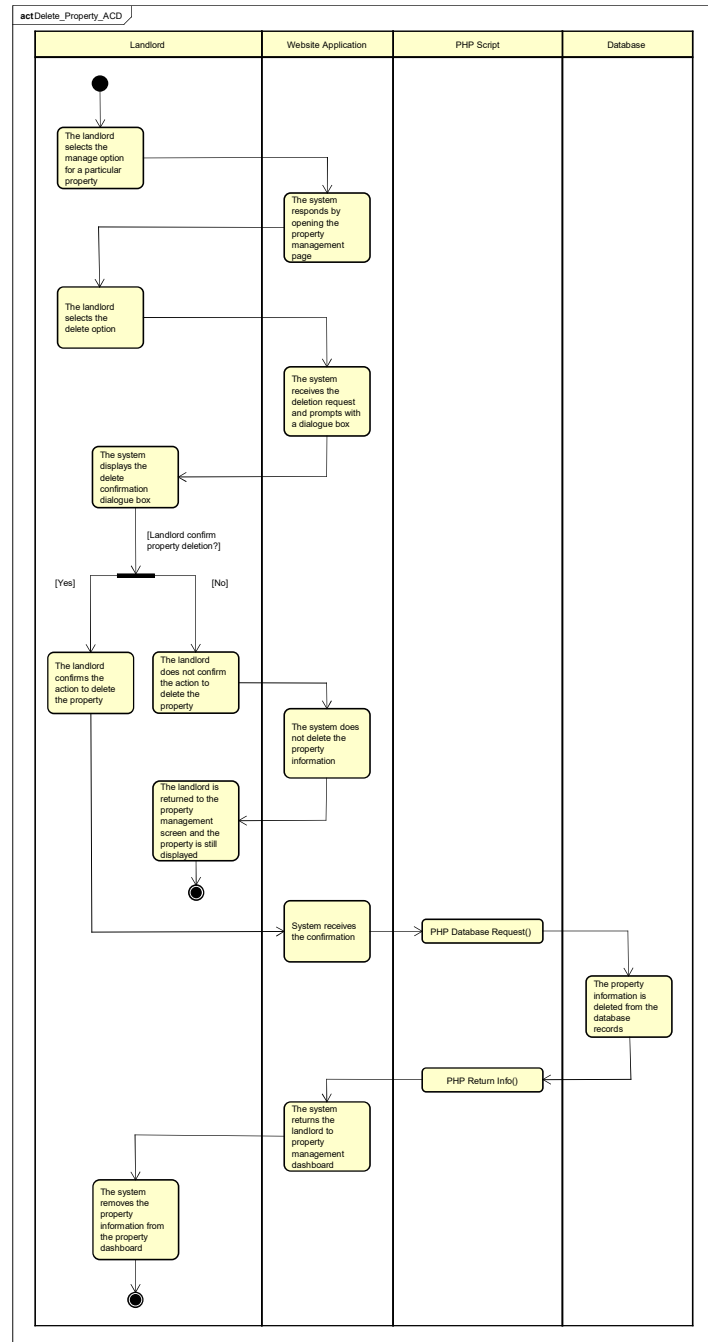 act Delete_Property_ACD
Landlord
Website Application
PHP Script
Database
The landlord
selects the
manage option
for a particular
property
The system
responds by
opening the
property
management
page
The landlord
selects the
delete option
The system
receives the
deletion request
and prompts with
a dialogue box
The system
displays the
delete
confirmation
dialogue box
[Landlord confirm
property deletion?]
[Yes]
[No]
The landlord
confirms the
action to delete
the property
The landlord
does not confirm
the action to
delete the
property
The system does
not delete the
property
information
The landlord is
returned to the
property
management
screen and the
property is still
displayed
System receives
the confirmation
PHP Database Request()
The property
information is
deleted from the
database
records
PHP Return Info()
The system
returns the
landlord to
property
management
dashboard
The system
removes the
property
information from
the property
dashboard